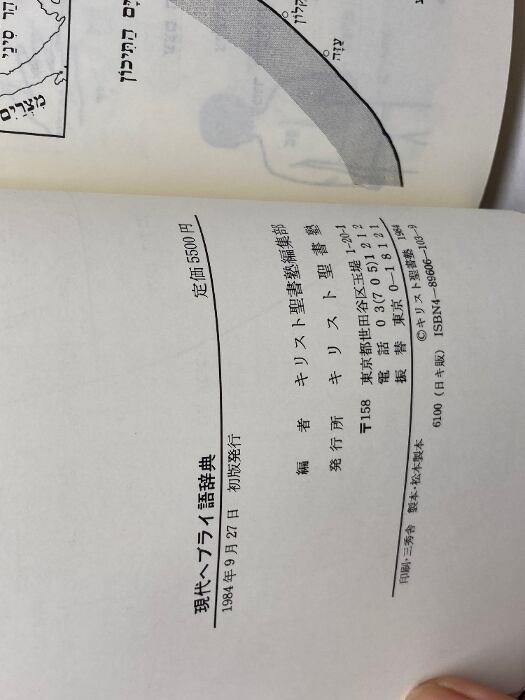 הַר סִינַי
מִצְרַיִם
ים הַתִּיכוֹן
קְלוֹן
עַזָּה
現代ヘブライ語辞典 定価5500円
1984年9月27日 初版発行
編者 キリスト聖書塾編集部
発行所 キリスト聖書塾
〒158 東京都世田谷区玉堤1-20-1
電話 03(705)1212
振替 東京0-18121
©キリスト聖書塾 1984
印刷・三秀舎 製本・松本製本 6100(日キ販) ISBN4-89606-103-9